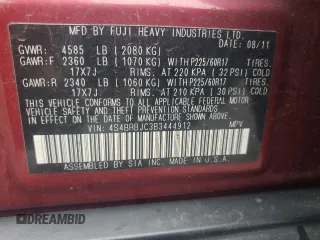 MFD BY FUJI HEAVY INDUSTRIES LTD.
DATE: 08/11
GVWR: 4585 LB (2080 KG)
GAWR:F 2360 LB (1070 KG) WITH P225/60R17
17X7J RIMS, AT 220 KPA (32 PSI) COLD
GAWR:R 2340 LB (1060 KG) WITH P225/60R17
17X7J RIMS, AT 210 KPA (30 PSI) COLD
THIS VEHICLE CONFORMS TO ALL APPLICABLE
FEDERAL MOTOR VEHICLE SAFETY, BUMPER,
AND THEFT PREVENTION STANDARDS IN EFFECT ON
THE DATE OF MANUFACTURE SHOWN ABOVE.
VIN: 4S4BRBJC3B3444912 MPV
ASSEMBLED BY SIA INC. MADE IN U.S.A.